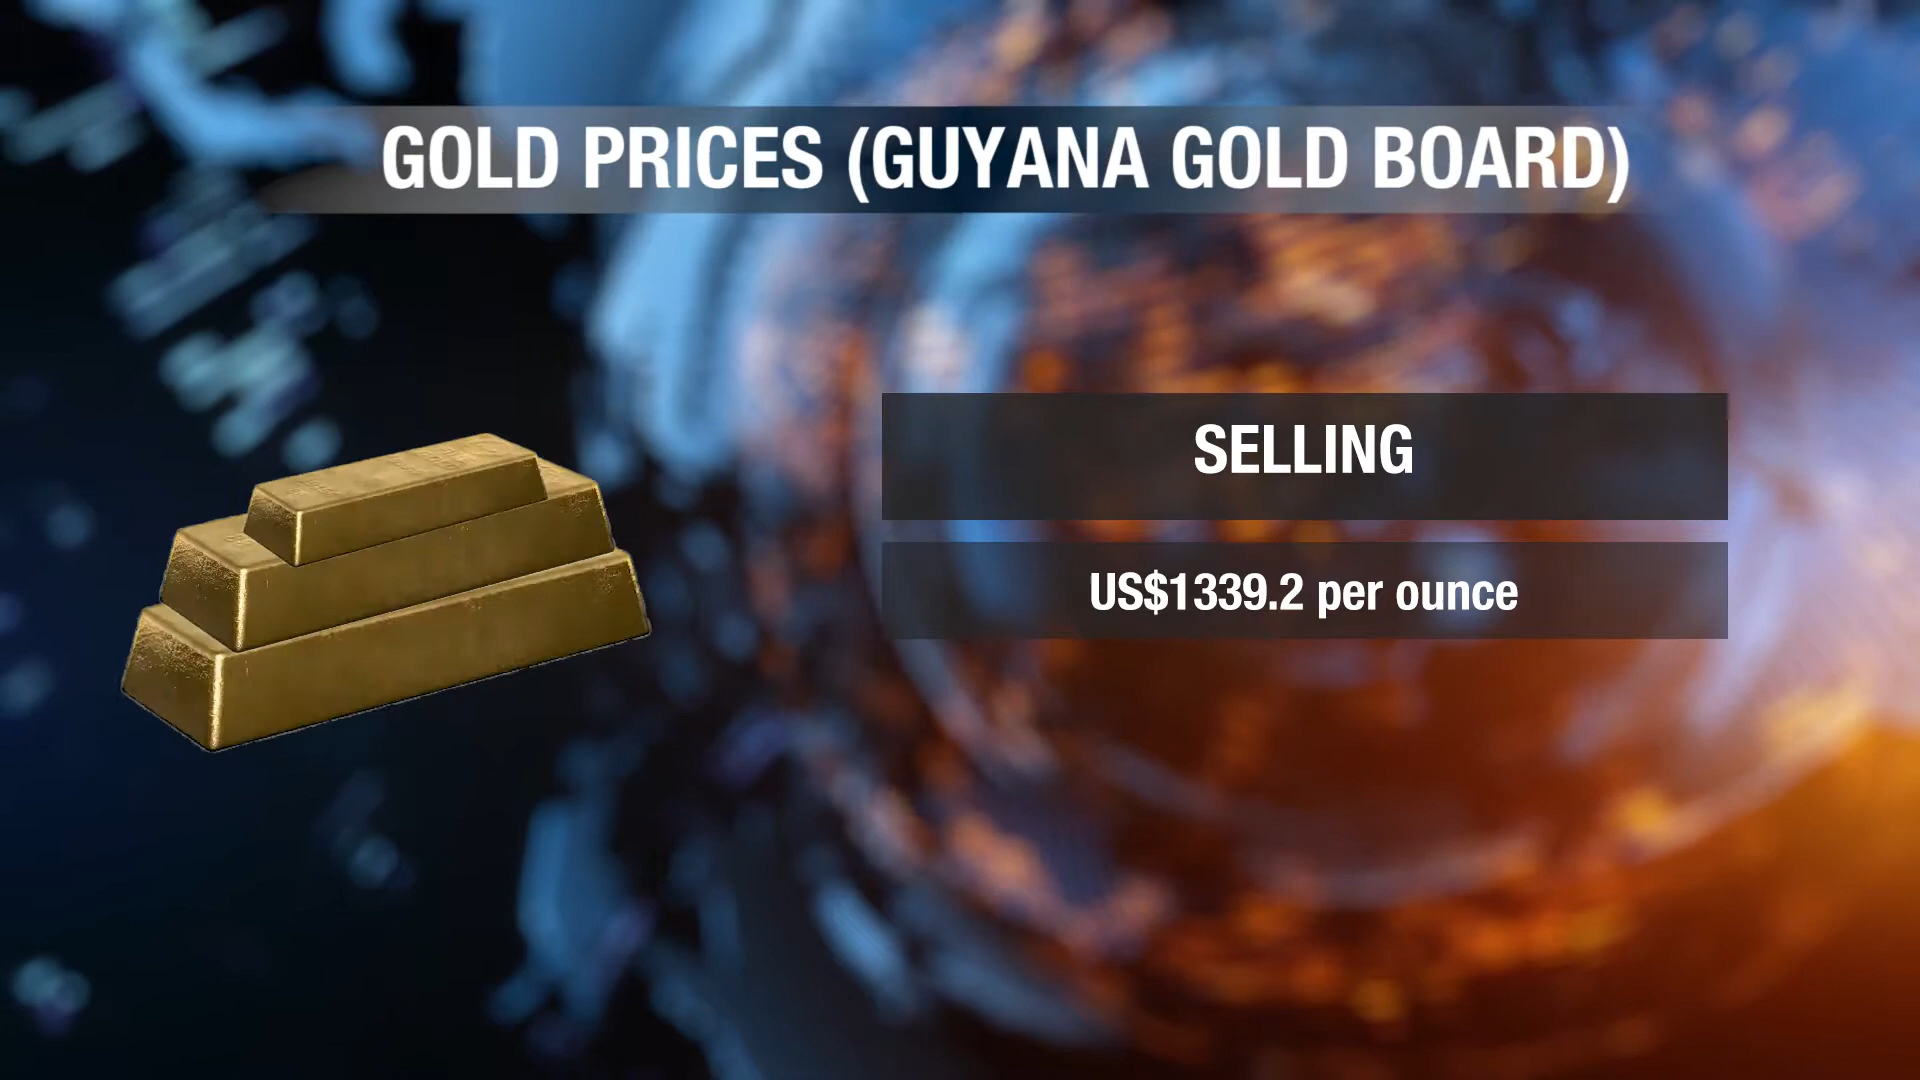 GOLD PRICES (GUYANA GOLD BOARD)
SELLING
US$1339.2 per ounce